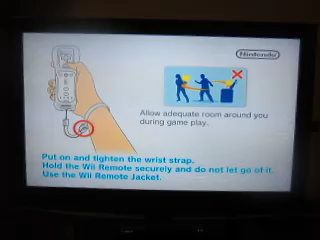 Nintendo
Allow adequate room around you
during game play.
Put on and tighten the wrist strap.
Hold the Wii Remote securely and do not let go of it.
Use the Wii Remote Jacket.